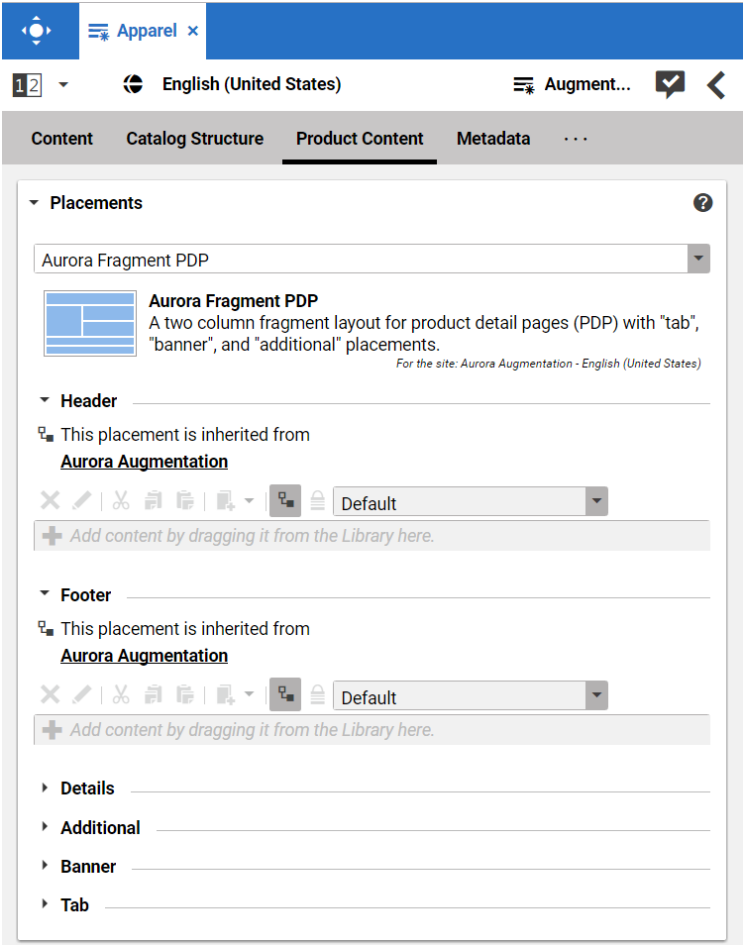 Apparel ×
12 English (United States) Augment...
Content Catalog Structure Product Content Metadata ...
Placements ?
Aurora Fragment PDP
Aurora Fragment PDP
A two column fragment layout for product detail pages (PDP) with "tab",
"banner", and "additional" placements.
For the site: Aurora Augmentation - English (United States)
Header
This placement is inherited from
Aurora Augmentation
Default
Add content by dragging it from the Library here.
Footer
This placement is inherited from
Aurora Augmentation
Default
Add content by dragging it from the Library here.
Details
Additional
Banner
Tab